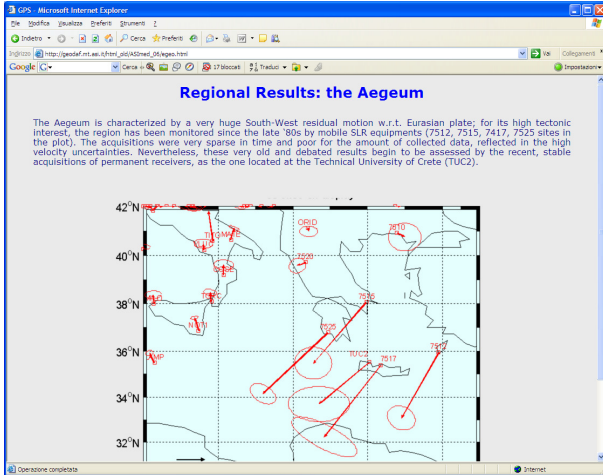 GPS - Microsoft Internet Explorer
File Modifica Visualizza Preferiti Strumenti ?
Indietro Cerca Preferiti
Indirizzo http://geodaf.mt.asi.it/html_old/ASImed_06/egeo.html Vai Collegamenti
Google G Cerca 17 bloccati Traduci Impostazioni
Regional Results: the Aegeum
The Aegeum is characterized by a very huge South-West residual motion w.r.t. Eurasian plate; for its high tectonic
interest, the region has been monitored since the late '80s by mobile SLR equipments (7512, 7515, 7417, 7525 sites in
the plot). The acquisitions were very sparse in time and poor for the amount of collected data, reflected in the high
velocity uncertainties. Nevertheless, these very old and debated results begin to be assessed by the recent, stable
acquisitions of permanent receivers, as the one located at the Technical University of Crete (TUC2).
42°N
ORID 7510
TITO MATE
40°N
7520
COSE
38°N
7515
NOT1 7525
36°N
TUC2 7517
34°N
32°N
Operazione completata Internet